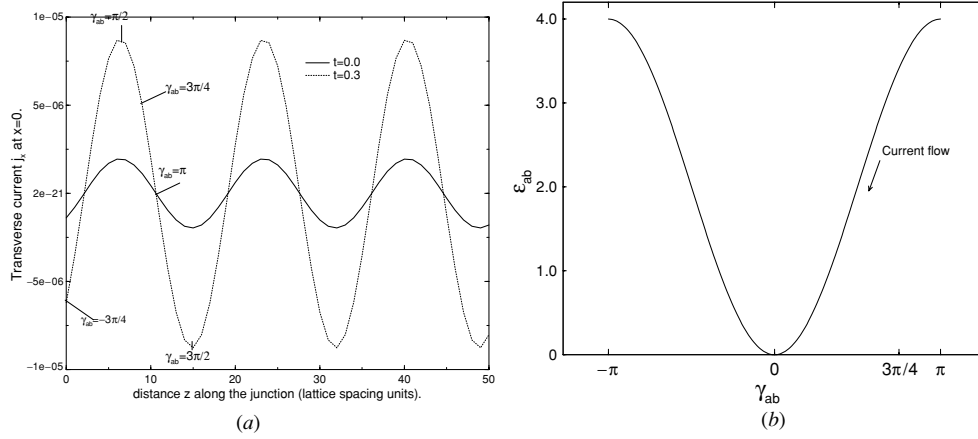 1e−05
γab=π/2
t=0.0
t=0.3
γab=3π/4
5e−06
γab=π
2e−21
−5e−06
γab=−3π/4
γab=3π/2
−1e−05
0 10 20 30 40 50
Transverse current jx at x=0.
distance z along the junction (lattice spacing units).
(a)
−π π
4.0
Current flow
εab
2.0
1.0
0
−π 0 3π/4 π
γab
(b)